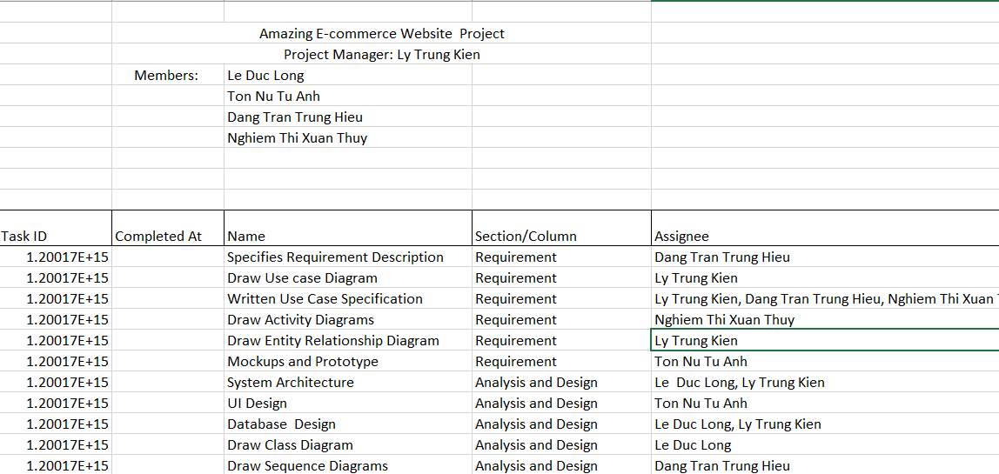 Amazing E-commerce Website  Project
Project Manager: Ly Trung Kien
Members: Le Duc Long
Ton Nu Tu Anh
Dang Tran Trung Hieu
Nghiem Thi Xuan Thuy
Task ID Completed At Name Section/Column Assignee
1.20017E+15 Specifies Requirement Description Requirement Dang Tran Trung Hieu
1.20017E+15 Draw Use case Diagram Requirement Ly Trung Kien
1.20017E+15 Written Use Case Specification Requirement Ly Trung Kien, Dang Tran Trung Hieu, Nghiem Thi Xuan
1.20017E+15 Draw Activity Diagrams Requirement Nghiem Thi Xuan Thuy
1.20017E+15 Draw Entity Relationship Diagram Requirement Ly Trung Kien
1.20017E+15 Mockups and Prototype Requirement Ton Nu Tu Anh
1.20017E+15 System Architecture Analysis and Design Le  Duc Long, Ly Trung Kien
1.20017E+15 UI Design Analysis and Design Ton Nu Tu Anh
1.20017E+15 Database  Design Analysis and Design Le Duc Long, Ly Trung Kien
1.20017E+15 Draw Class Diagram Analysis and Design Le Duc Long
1.20017E+15 Draw Sequence Diagrams Analysis and Design Dang Tran Trung Hieu